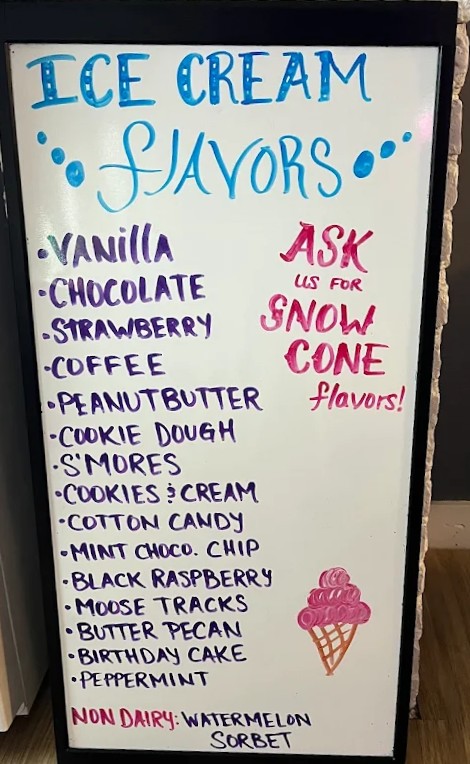 ICE CREAM
flAVORS
•VANillA
•CHOCOLATE
•STRAWBERRY
•COFFEE
•PEANUTBUTTER
•COOKIE DOUGH
•S'MORES
•COOKIES & CREAM
•COTTON CANDY
•MINT CHOCO. CHIP
•BLACK RASPBERRY
•MOOSE TRACKS
•BUTTER PECAN
•BIRTHDAY CAKE
•PEPPERMINT
NON DAIRY: WATERMELON
SORBET
ASK
US FOR
SNOW
CONE
flavors!